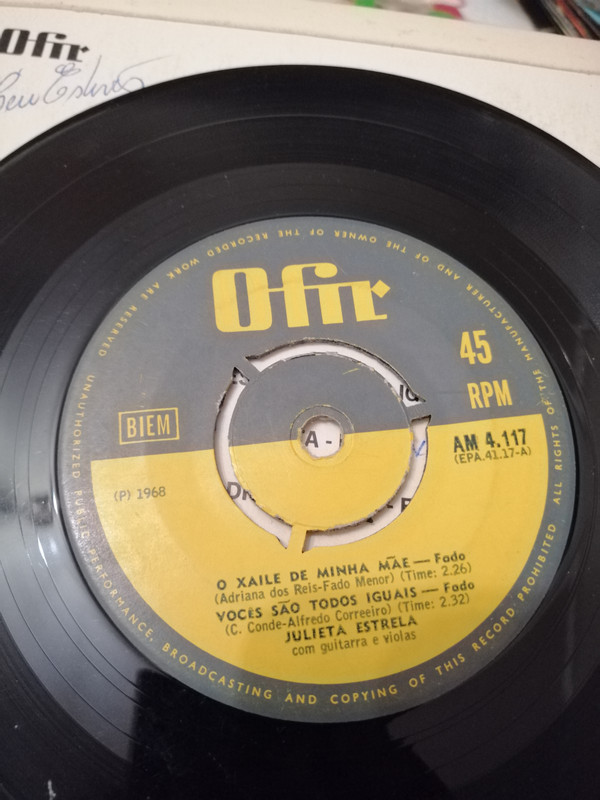 Ofir
Ofir
45
RPM
BIEM
AM 4.117
(EPA.41.17-A)
(P) 1968
A -
O XAILE DE MINHA MÃE — Fado
(Adriana dos Reis-Fado Menor) (Time: 2.26)
VOCÊS SÃO TODOS IGUAIS — Fado
(C. Conde-Alfredo Correeiro) (Time: 2.32)
JULIETA ESTRELA
com guitarra e violas
ALL RIGHTS OF THE MANUFACTURER AND OF THE OWNER OF THE RECORDED WORK ARE RESERVED UNAUTHORIZED PUBLIC PERFORMANCE, BROADCASTING AND COPYING OF THIS RECORD PROHIBITED